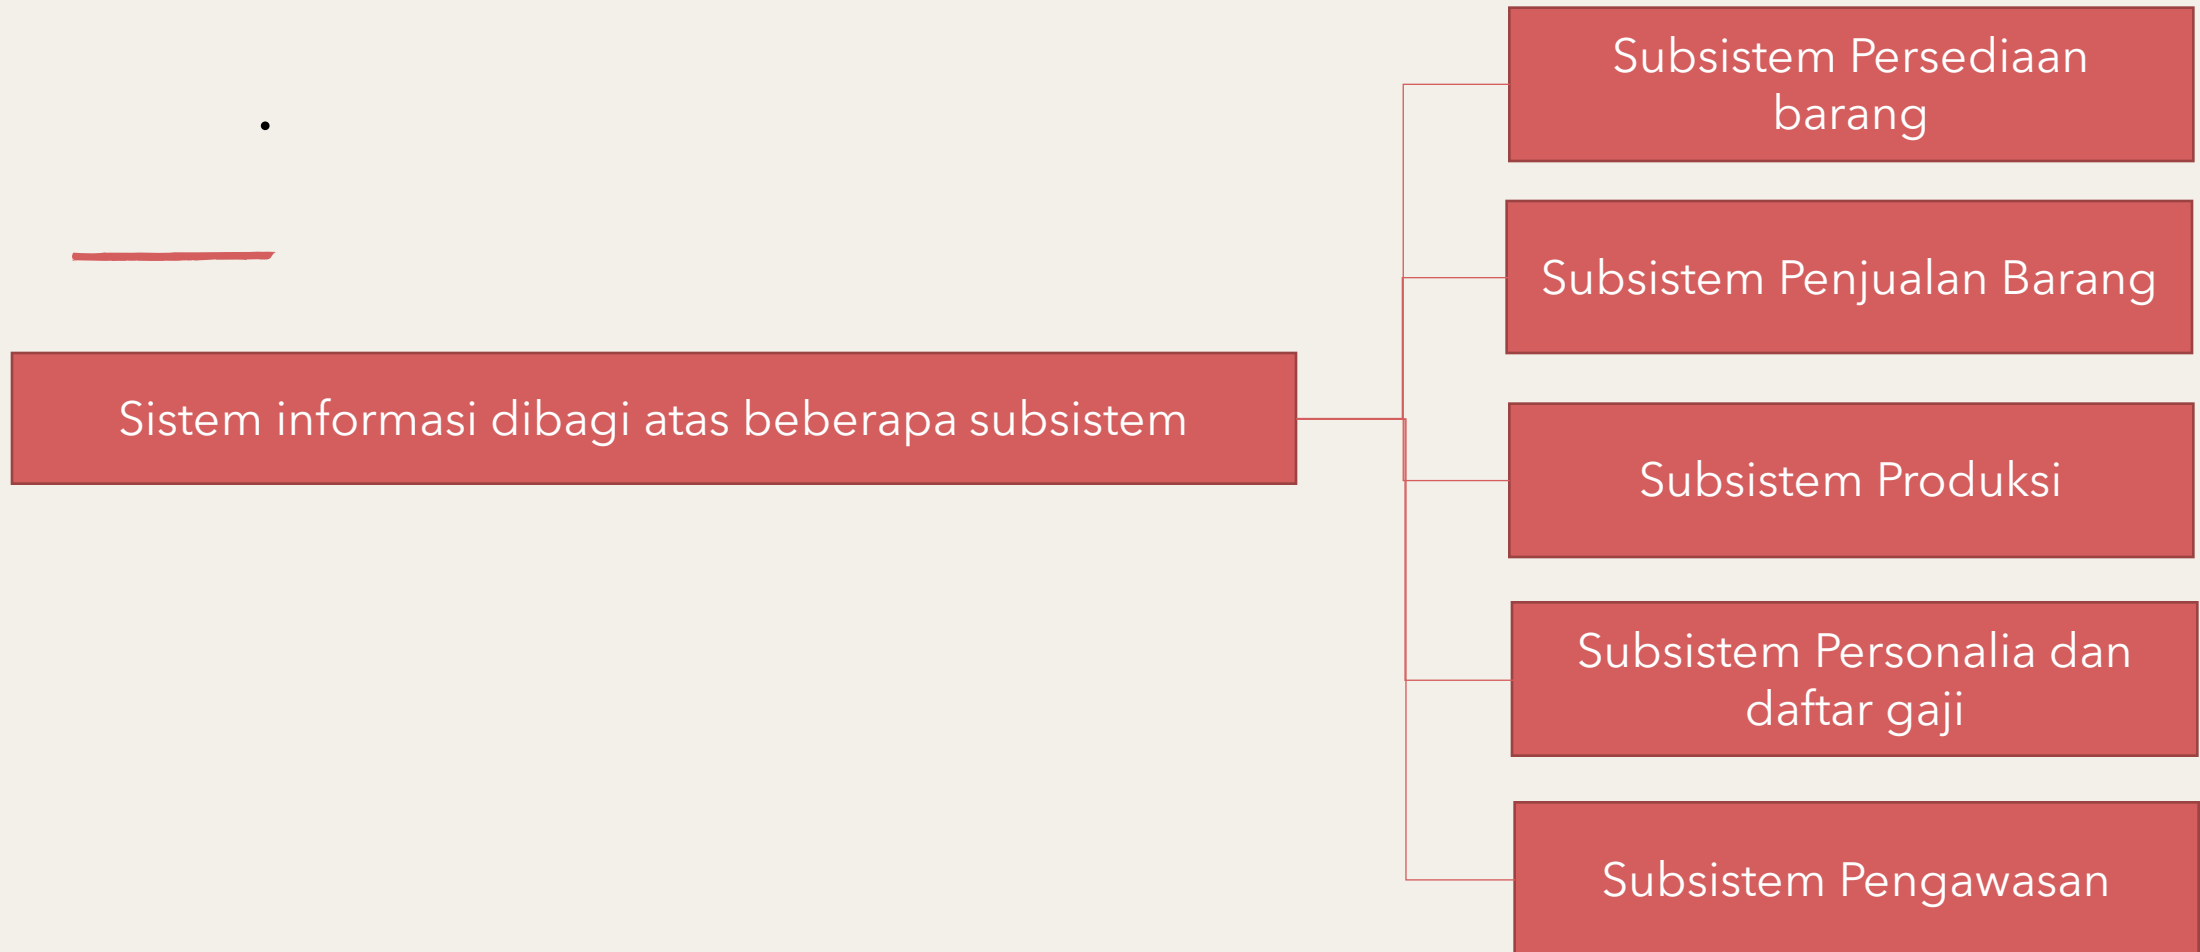 .
Sistem informasi dibagi atas beberapa subsistem
Subsistem Persediaan
barang
Subsistem Penjualan Barang
Subsistem Produksi
Subsistem Personalia dan
daftar gaji
Subsistem Pengawasan